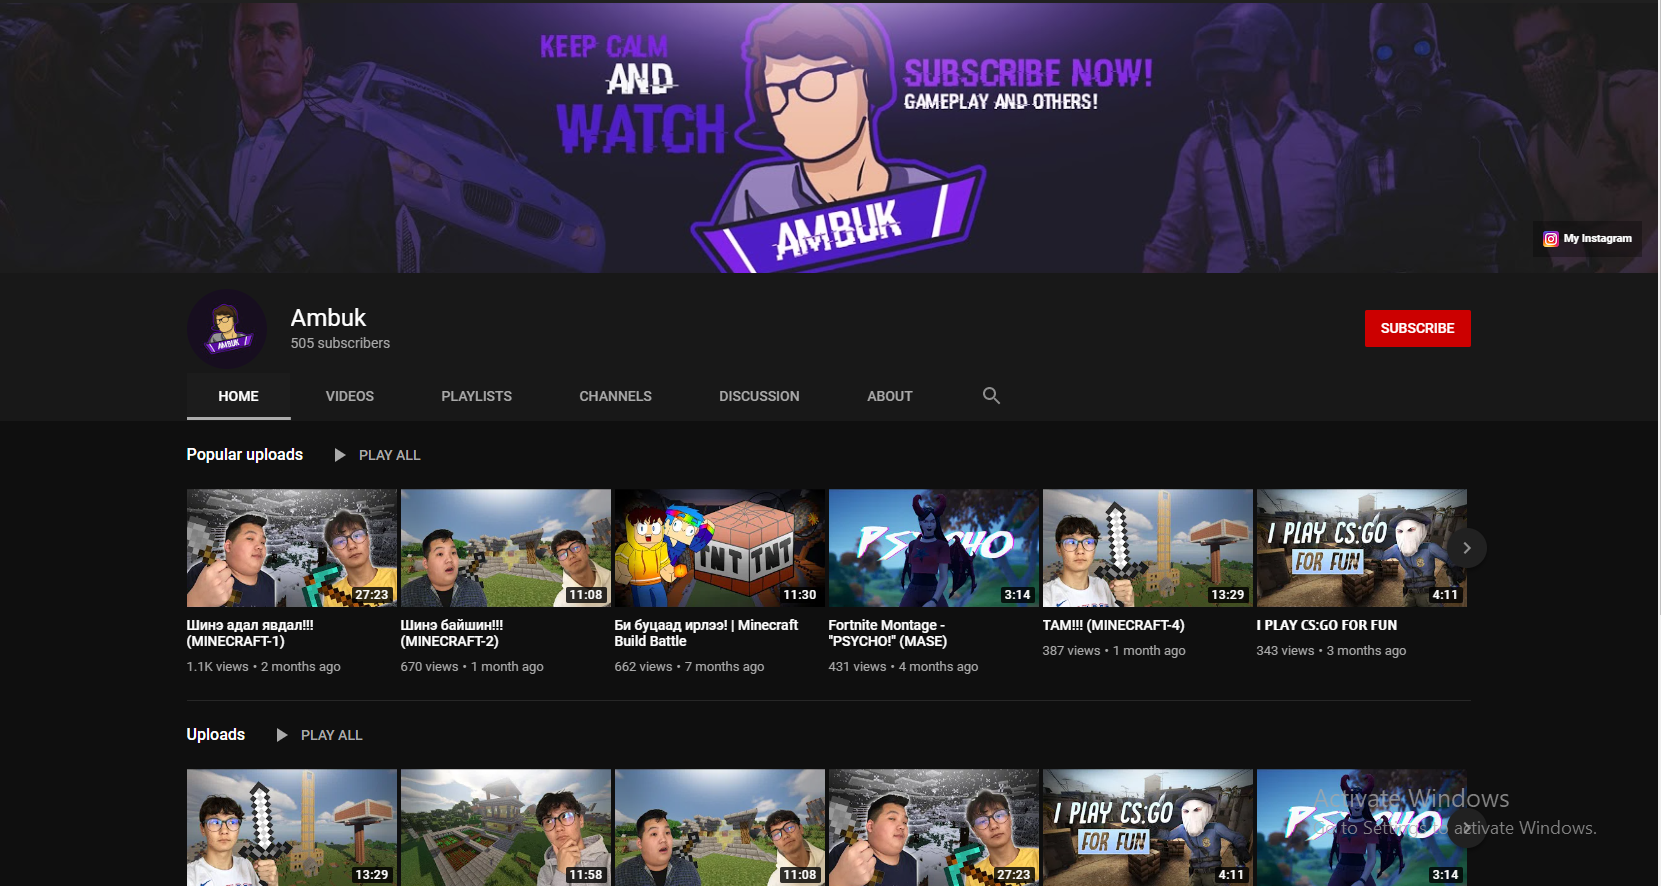 KEEP CALM
AND
WATCH
SUBSCRIBE NOW!
GAMEPLAY AND OTHERS!
AMBUK
My Instagram
AMBUK
Ambuk
505 subscribers
SUBSCRIBE
HOME
VIDEOS
PLAYLISTS
CHANNELS
DISCUSSION
ABOUT
Popular uploads
PLAY ALL
TNT TNT
PSYCHO
I PLAY CS:GO
FOR FUN
27:23
11:08
11:30
3:14
13:29
4:11
Шинэ адал явдал!!!
(MINECRAFT-1)
1.1K views • 2 months ago
Шинэ байшин!!!
(MINECRAFT-2)
670 views • 1 month ago
Би буцаад ирлээ! | Minecraft
Build Battle
662 views • 7 months ago
Fortnite Montage -
"PSYCHO!" (MASE)
431 views • 4 months ago
ТАМ!!! (MINECRAFT-4)
387 views • 1 month ago
I PLAY CS:GO FOR FUN
343 views • 3 months ago
Uploads
PLAY ALL
I PLAY CS:GO
FOR FUN
PSYCHO
Activate Windows
Go to Settings to activate Windows.
13:29
11:58
11:08
27:23
4:11
3:14